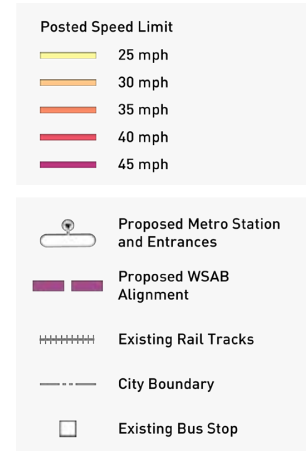 Posted Speed Limit
25 mph
30 mph
35 mph
40 mph
45 mph
Proposed Metro Station
and Entrances
Proposed WSAB
Alignment
Existing Rail Tracks
City Boundary
Existing Bus Stop